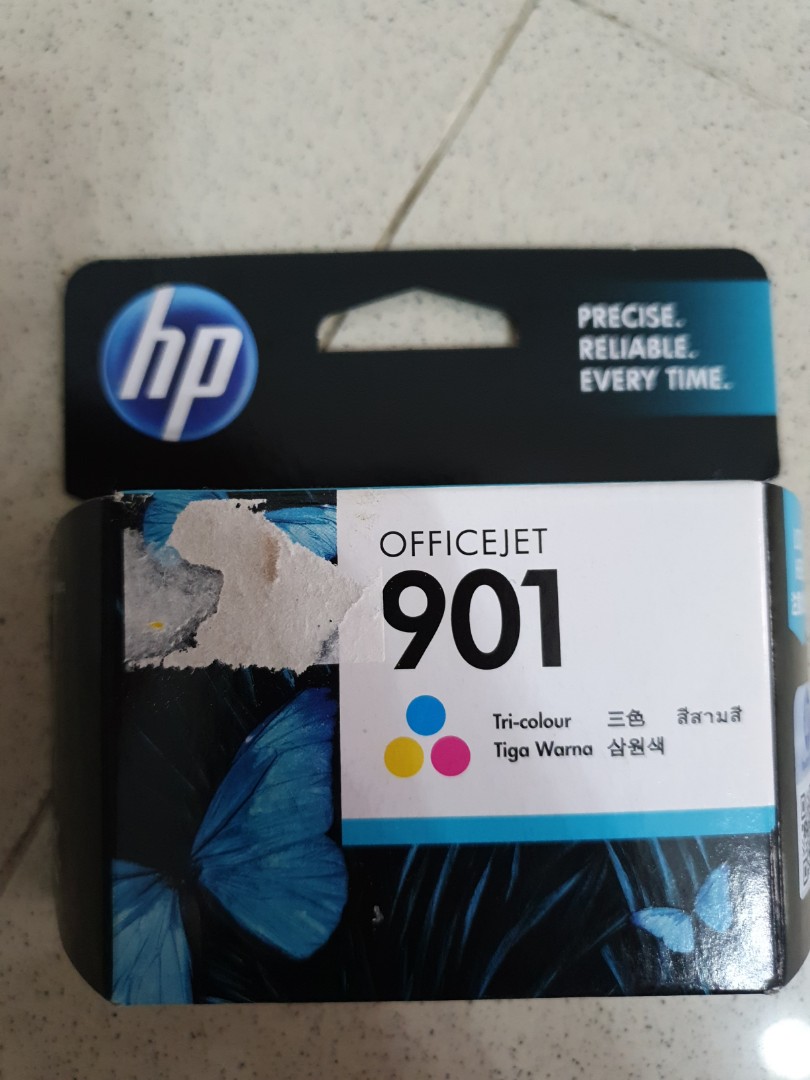 hp
PRECISE.
RELIABLE.
EVERY TIME.
OFFICEJET
901
Tri-colour 三色 สีสามสี
Tiga Warna 삼원색